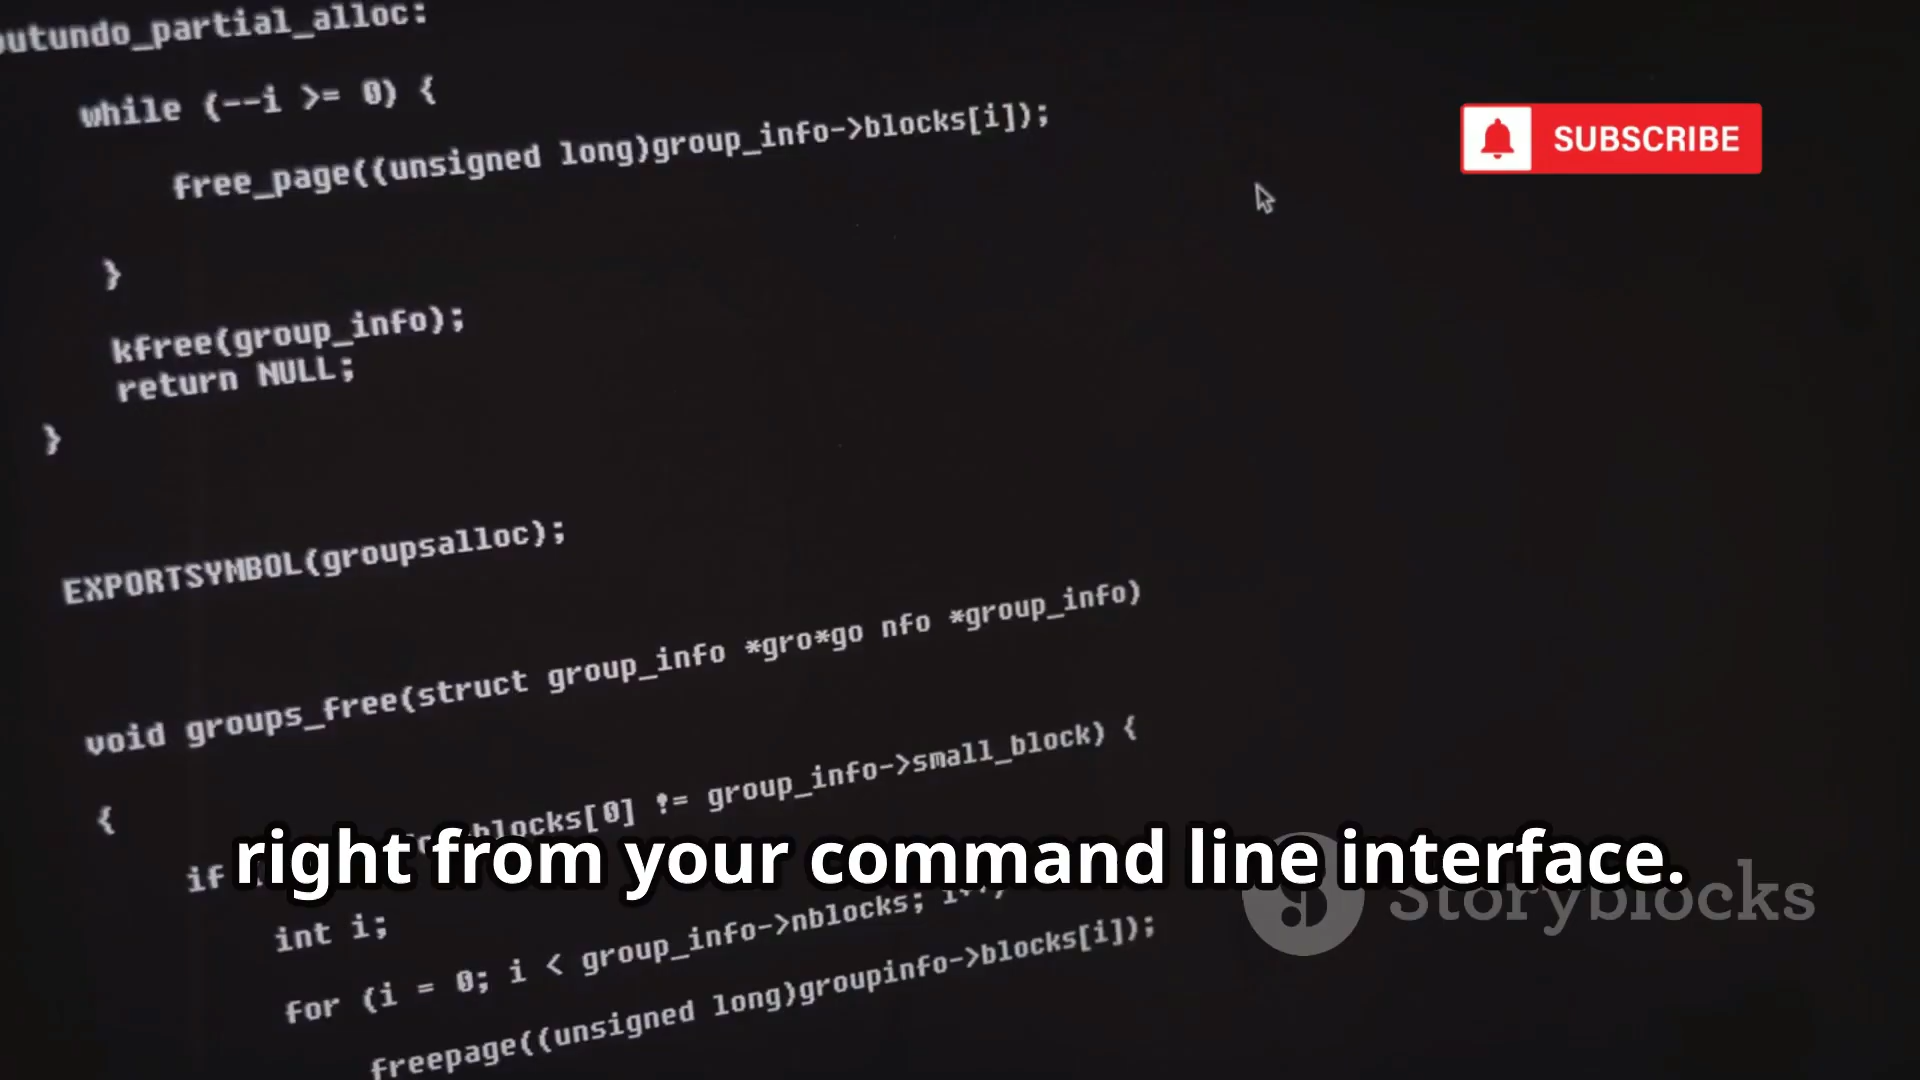 outundo_partial_alloc:
while (--i >= 0) {
free_page((unsigned long)group_info->blocks[i]);
SUBSCRIBE
}
kfree(group_info);
return NULL;
}
EXPORTSYMBOL(groupsalloc);
void groups_free(struct group_info *gro*go nfo *group_info)
{
if blocks[0] != group_info->small_block) {
right from your command line interface.
Storyblocks
int i;
for (i = 0; i < group_info->nblocks;
freepage((unsigned long)groupinfo->blocks[i]);